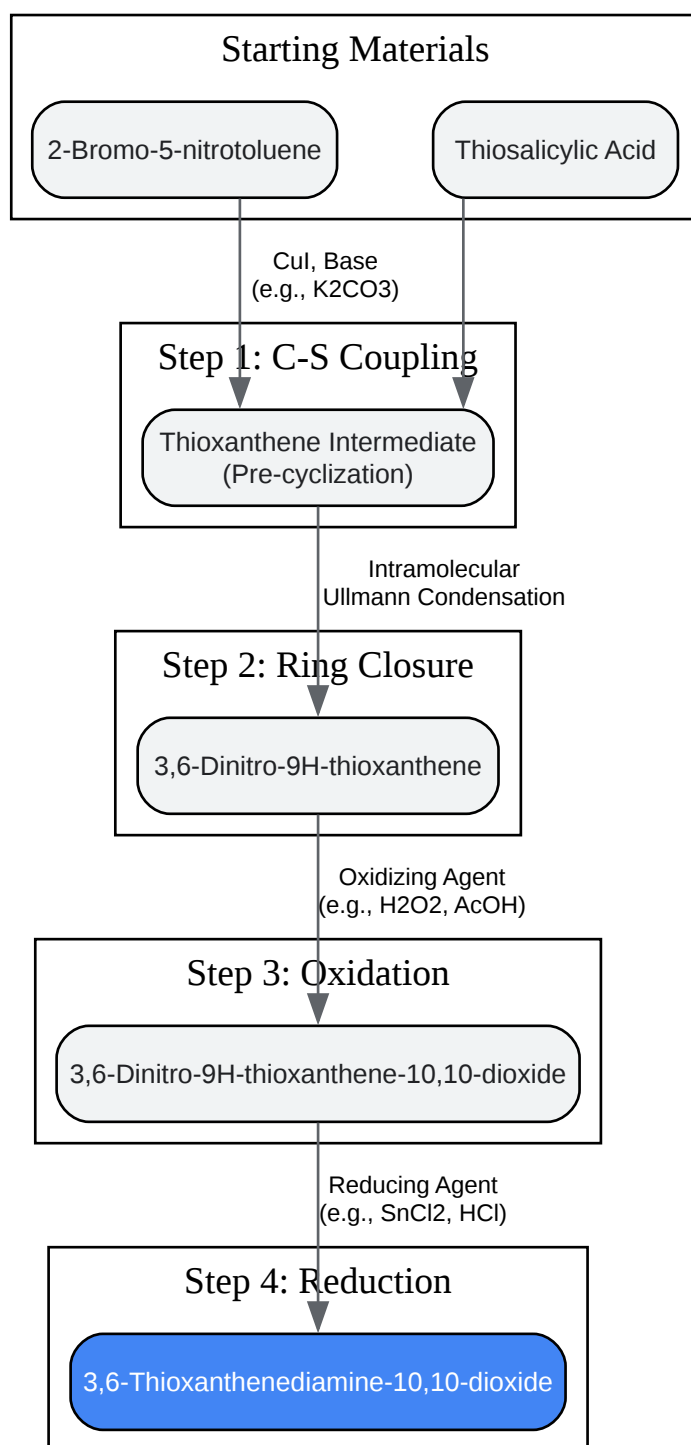 Starting Materials
2-Bromo-5-nitrotoluene
Thiosalicylic Acid
CuI, Base
(e.g., K2CO3)
Step 1: C-S Coupling
Thioxanthene Intermediate
(Pre-cyclization)
Intramolecular
Ullmann Condensation
Step 2: Ring Closure
3,6-Dinitro-9H-thioxanthene
Oxidizing Agent
(e.g., H2O2, AcOH)
Step 3: Oxidation
3,6-Dinitro-9H-thioxanthene-10,10-dioxide
Reducing Agent
(e.g., SnCl2, HCl)
Step 4: Reduction
3,6-Thioxanthenediamine-10,10-dioxide